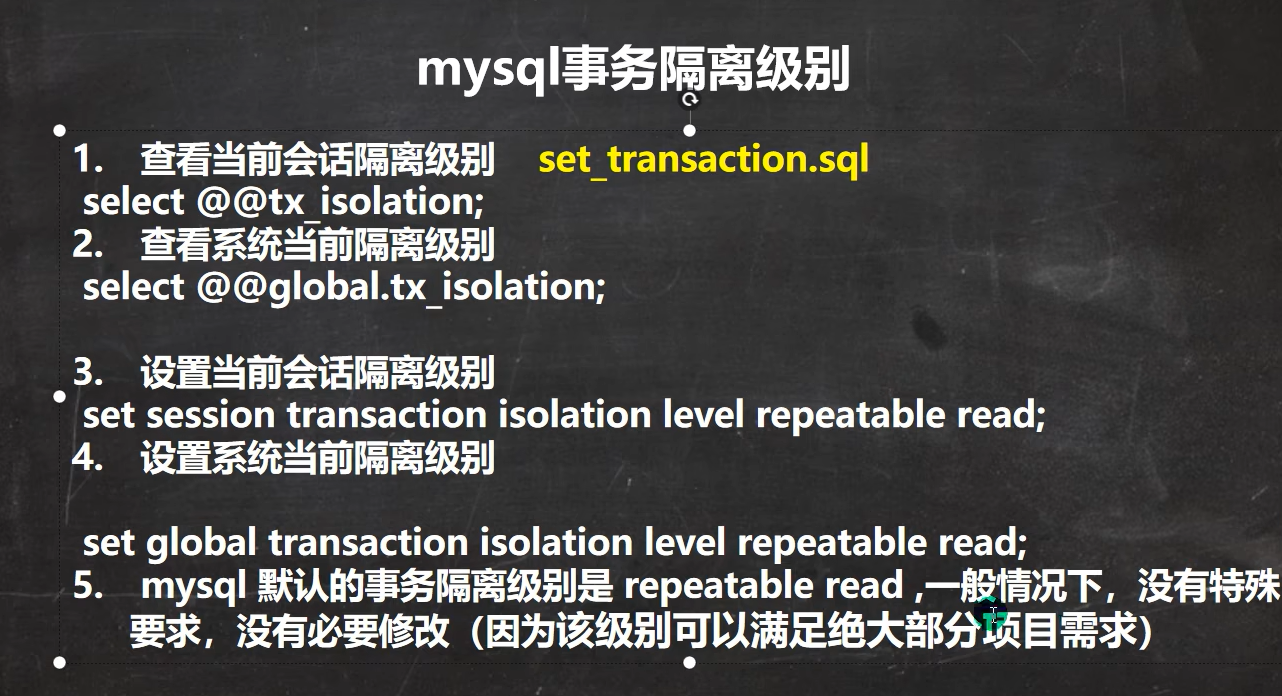 mysql事务隔离级别
1. 查看当前会话隔离级别 set_transaction.sql
select @@tx_isolation;
2. 查看系统当前隔离级别
select @@global.tx_isolation;
3. 设置当前会话隔离级别
set session transaction isolation level repeatable read;
4. 设置系统当前隔离级别
set global transaction isolation level repeatable read;
5. mysql 默认的事务隔离级别是 repeatable read ,一般情况下，没有特殊
要求，没有必要修改（因为该级别可以满足绝大部分项目需求）